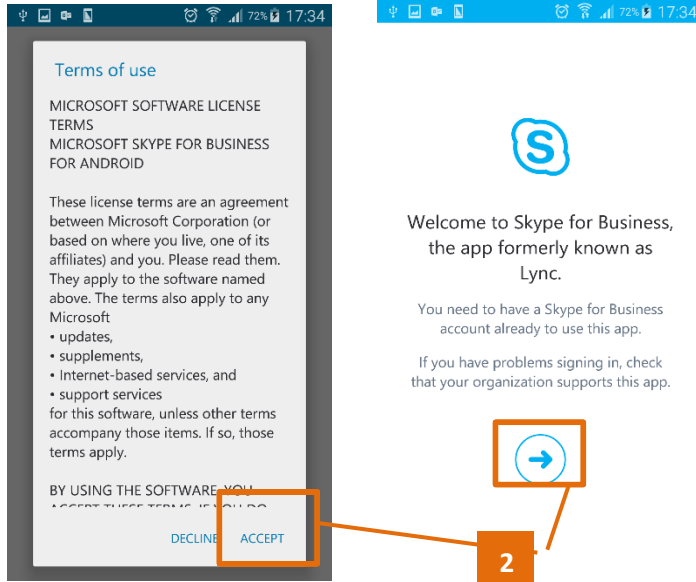 72% 17:34
Terms of use
MICROSOFT SOFTWARE LICENSE
TERMS
MICROSOFT SKYPE FOR BUSINESS
FOR ANDROID
These license terms are an agreement
between Microsoft Corporation (or
based on where you live, one of its
affiliates) and you. Please read them.
They apply to the software named
above. The terms also apply to any
Microsoft
• updates,
• supplements,
• Internet-based services, and
• support services
for this software, unless other terms
accompany those items. If so, those
terms apply.
BY USING THE SOFTWARE, YOU
ACCEPT THESE TERMS. IF YOU DO
DECLINE ACCEPT
72% 17:34
S
Welcome to Skype for Business,
the app formerly known as
Lync.
You need to have a Skype for Business
account already to use this app.
If you have problems signing in, check
that your organization supports this app.
2